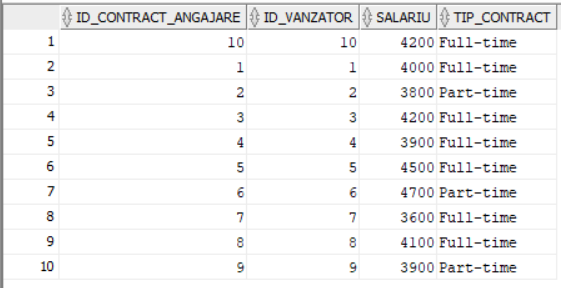 ID_CONTRACT_ANGAJARE ID_VANZATOR SALARIU TIP_CONTRACT
1 10 10 4200 Full-time
2 1 1 4000 Full-time
3 2 2 3800 Part-time
4 3 3 4200 Full-time
5 4 4 3900 Full-time
6 5 5 4500 Full-time
7 6 6 4700 Part-time
8 7 7 3600 Full-time
9 8 8 4100 Full-time
10 9 9 3900 Part-time